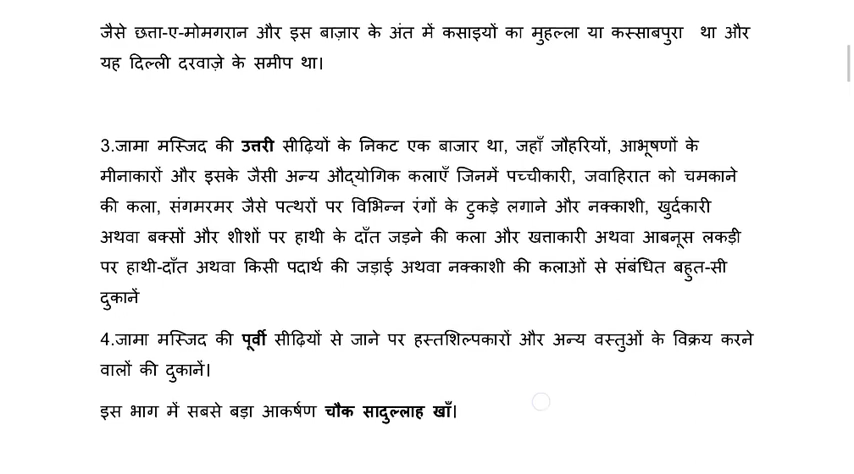 जैसे छत्ता-ए-मोमगरान और इस बाज़ार के अंत में कसाइयों का मुहल्ला या कस्साबपुरा था और
यह दिल्ली दरवाज़े के समीप था।
3.जामा मस्जिद की उत्तरी सीढ़ियों के निकट एक बाजार था, जहाँ जौहरियों, आभूषणों के
मीनाकारों और इसके जैसी अन्य औद्योगिक कलाएँ जिनमें पच्चीकारी, जवाहिरात को चमकाने
की कला, संगमरमर जैसे पत्थरों पर विभिन्न रंगों के टुकड़े लगाने और नक्काशी, खुर्दकारी
अथवा बक्सों और शीशों पर हाथी के दाँत जड़ने की कला और खत्ताकारी अथवा आबनूस लकड़ी
पर हाथी-दाँत अथवा किसी पदार्थ की जड़ाई अथवा नक्काशी की कलाओं से संबंधित बहुत-सी
दुकानें
4.जामा मस्जिद की पूर्वी सीढ़ियों से जाने पर हस्तशिल्पकारों और अन्य वस्तुओं के विक्रय करने
वालों की दुकानें।
इस भाग में सबसे बड़ा आकर्षण चौक सादुल्लाह खाँ।